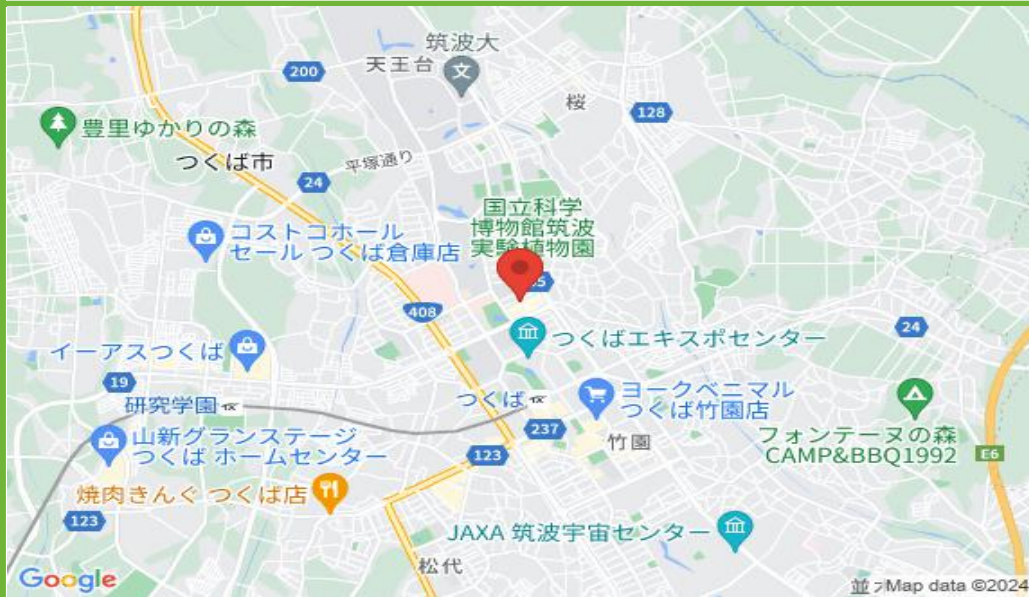 筑波大
天王台
200
桜
128
豊里ゆかりの森
つくば市
平塚通り
24
国立科学
博物館筑波
実験植物園
コストコホール
セール つくば倉庫店
408
つくばエキスポセンター
24
イーアスつくば
19
研究学園
つくば
ヨークベニマル
つくば竹園店
237
竹園
山新グランステージ
つくば ホームセンター
123
フォンテーヌの森
CAMP&BBQ1992
E6
焼肉きんぐ つくば店
123
JAXA 筑波宇宙センター
松代
Google
Map data ©2024